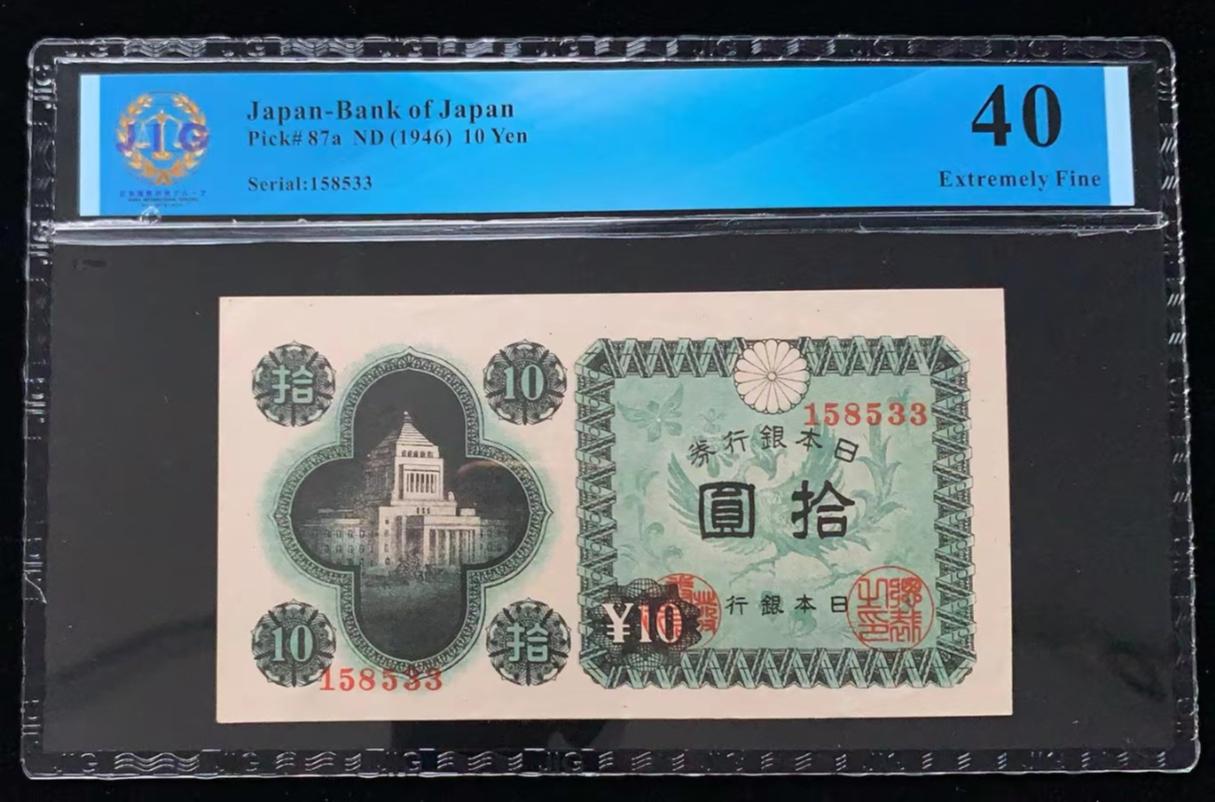 JIG
Japan-Bank of Japan
Pick# 87a ND (1946) 10 Yen
Serial:158533
40
Extremely Fine
拾
10
158533
券行銀本日
圓拾
¥10
行銀本日
10
拾
158533